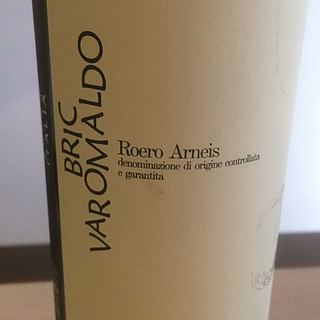 BRIC
VAROMALDO
Roero Arneis
denominazione di origine controllata
e garantita
ITALIA